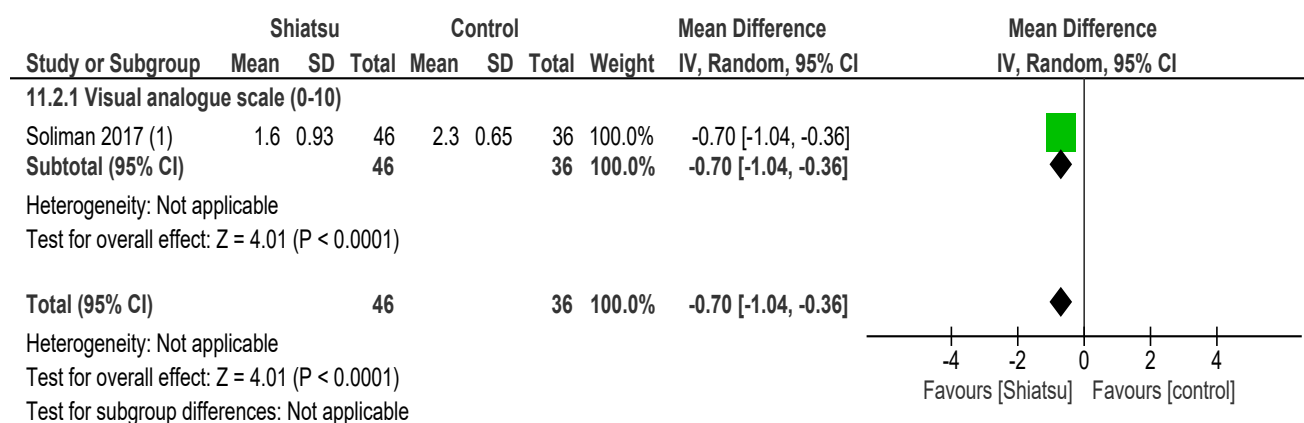 Shiatsu Control Mean Difference Mean Difference
Study or Subgroup Mean SD Total Mean SD Total Weight IV, Random, 95% CI IV, Random, 95% CI
11.2.1 Visual analogue scale (0-10)
Soliman 2017 (1) 1.6 0.93 46 2.3 0.65 36 100.0% -0.70 [-1.04, -0.36]
Subtotal (95% CI) 46 36 100.0% -0.70 [-1.04, -0.36]
Heterogeneity: Not applicable
Test for overall effect: Z = 4.01 (P < 0.0001)
Total (95% CI) 46 36 100.0% -0.70 [-1.04, -0.36]
Heterogeneity: Not applicable
Test for overall effect: Z = 4.01 (P < 0.0001)
Test for subgroup differences: Not applicable
-4 -2 0 2 4
Favours [Shiatsu] Favours [control]